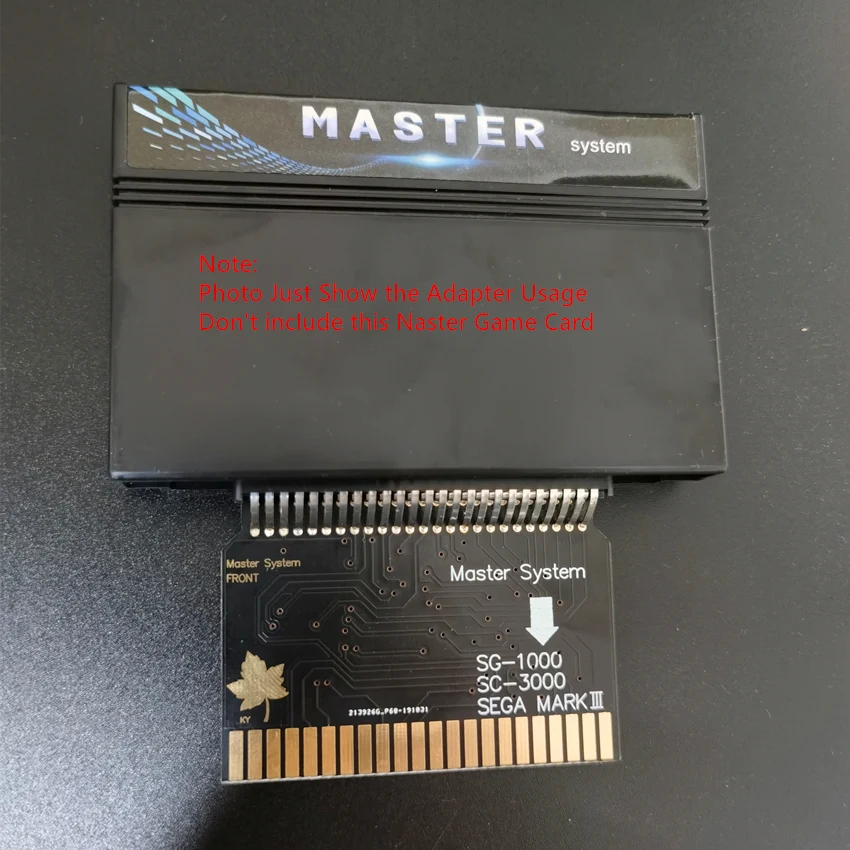 MASTER system
Note:
Photo Just Show the Adapter Usage
Don't include this Naster Game Card
Master System
FRONT
Master System
SG-1000
SC-3000
SEGA MARK III
KY
213926G_P60-191031